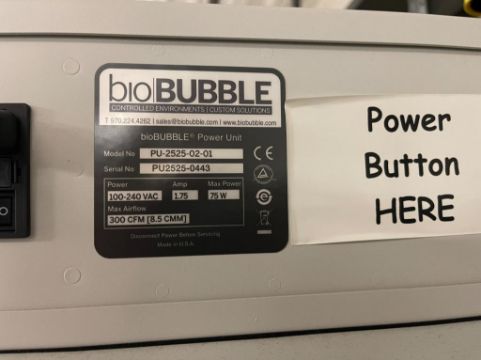 bio|BUBBLE
CONTROLLED ENVIRONMENTS | CUSTOM SOLUTIONS
T 970.224.4262 | sales@biobubble.com | www.biobubble.com
bioBUBBLE® Power Unit
Model No PU-2525-02-01
Serial No PU2525-0443
Power Amp Max Power
100-240 VAC 1.75 75 W
Max Airflow
300 CFM [8.5 CMM]
Disconnect Power Before Servicing
Made in U.S.A.
Power
Button
HERE